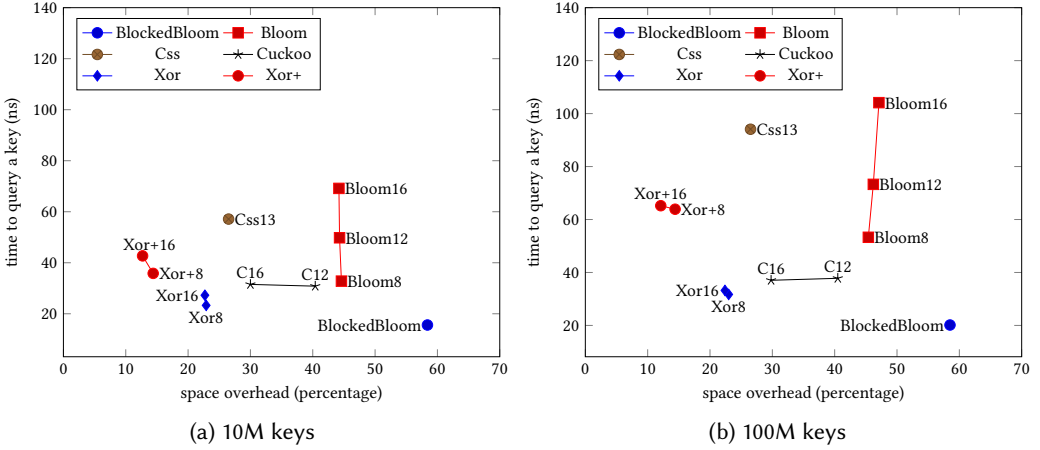 140
120
100
80
60
40
20
0 10 20 30 40 50 60 70
time to query a key (ns)
space overhead (percentage)
BlockedBloom Bloom
Css Cuckoo
Xor Xor+
Bloom16
Css13
Bloom12
Xor+16
Xor+8
C16 C12
Bloom8
Xor16
Xor8
BlockedBloom
(a) 10M keys
140
120
100
80
60
40
20
0 10 20 30 40 50 60 70
time to query a key (ns)
space overhead (percentage)
BlockedBloom Bloom
Css Cuckoo
Xor Xor+
Bloom16
Css13
Bloom12
Xor+16
Xor+8
Bloom8
C16 C12
Xor16
Xor8
BlockedBloom
(b) 100M keys